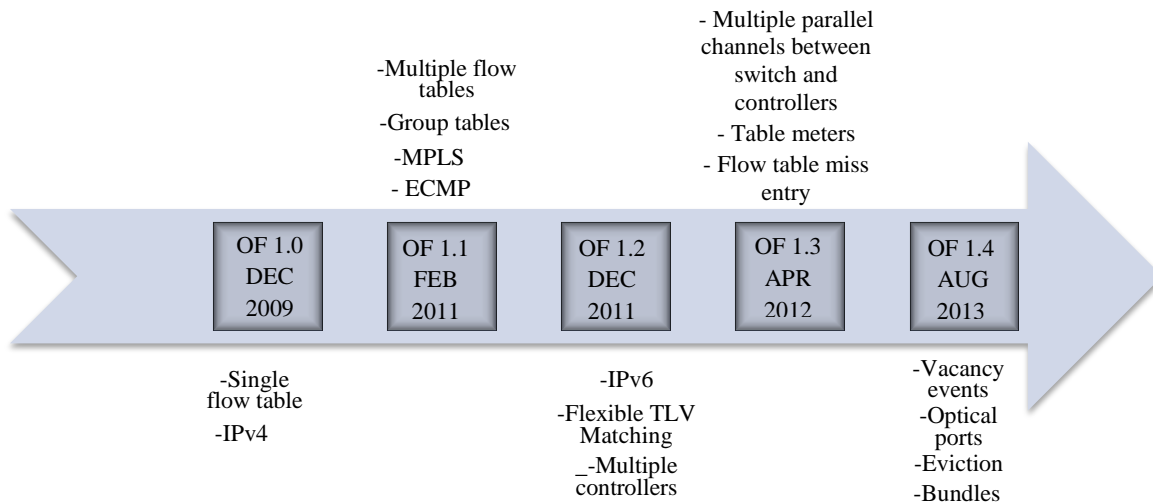 - Multiple parallel
channels between
switch and
controllers
- Table meters
- Flow table miss
entry
-Multiple flow
tables
-Group tables
-MPLS
- ECMP
OF 1.0
DEC
2009
OF 1.1
FEB
2011
OF 1.2
DEC
2011
OF 1.3
APR
2012
OF 1.4
AUG
2013
-Single
flow table
-IPv4
-IPv6
-Flexible TLV
Matching
_-Multiple
controllers
-Vacancy
events
-Optical
ports
-Eviction
-Bundles